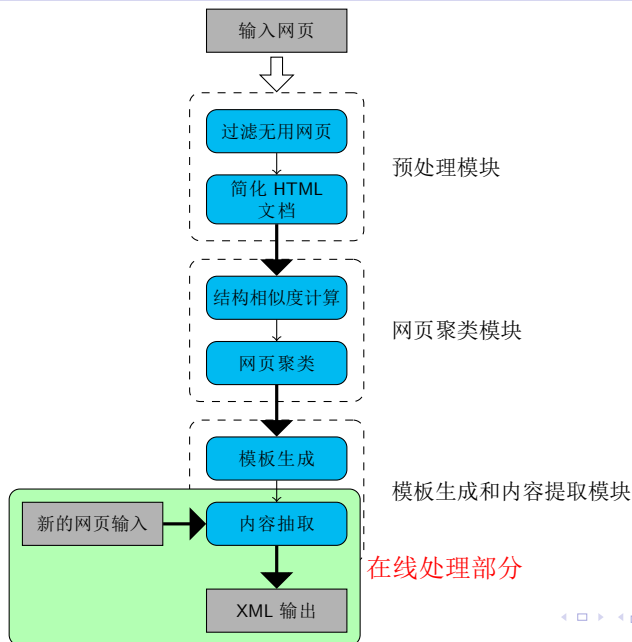 输入网页
过滤无用网页
简化 HTML
文档
预处理模块
结构相似度计算
网页聚类
网页聚类模块
模板生成
模板生成和内容提取模块
新的网页输入
内容抽取
在线处理部分
XML 输出